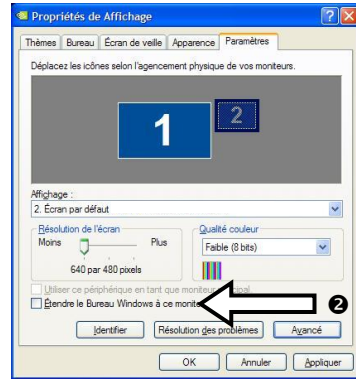 Propriétés de Affichage
Thèmes Bureau Écran de veille Apparence Paramètres
Déplacez les icônes selon l'agencement physique de vos moniteurs.
1 2
Affichage :
2. Écran par défaut
Résolution de l'écran
Moins Plus
640 par 480 pixels
Qualité couleur
Faible (8 bits)
Utiliser ce périphérique en tant que moniteur principal
Étendre le Bureau Windows à ce
❷
Identifier Résolution des problèmes Avancé
OK Annuler Appliquer